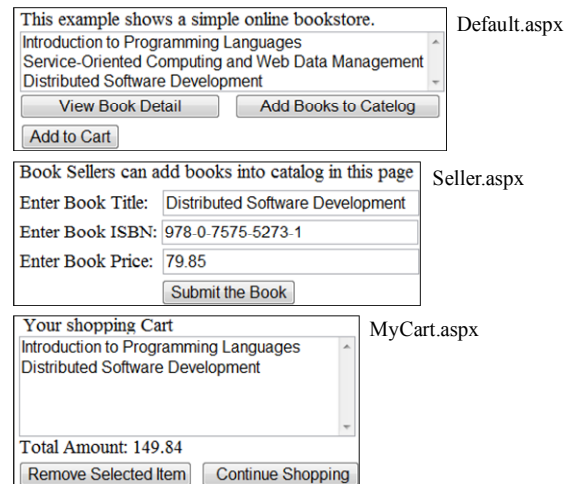 This example shows a simple online bookstore.
Default.aspx
Introduction to Programming Languages
Service-Oriented Computing and Web Data Management
Distributed Software Development
View Book Detail Add Books to Catelog
Add to Cart
Book Sellers can add books into catalog in this page
Seller.aspx
Enter Book Title: Distributed Software Development
Enter Book ISBN: 978-0-7575-5273-1
Enter Book Price: 79.85
Submit the Book
Your shopping Cart
MyCart.aspx
Introduction to Programming Languages
Distributed Software Development
Total Amount: 149.84
Remove Selected Item Continue Shopping